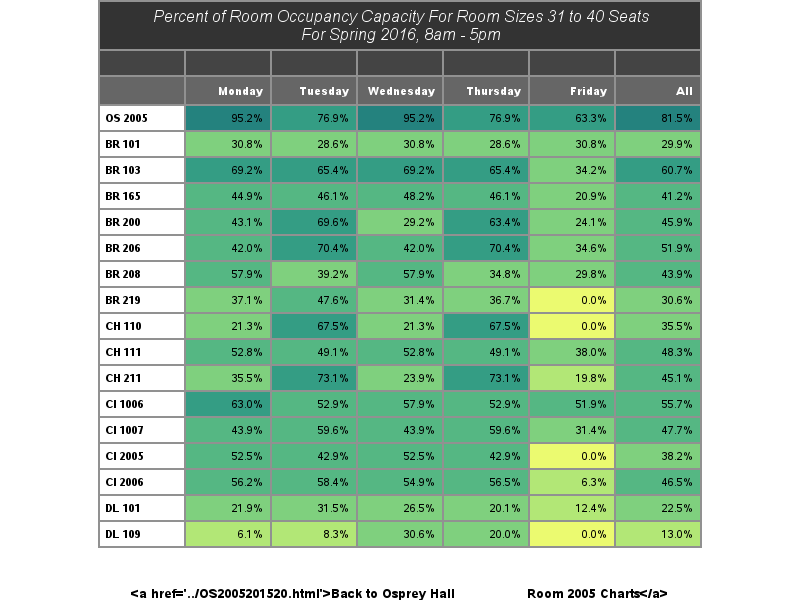 Percent of Room Occupancy Capacity For Room Sizes 31 to 40 Seats
For Spring 2016, 8am - 5pm
Monday Tuesday Wednesday Thursday Friday All
OS 2005 95.2% 76.9% 95.2% 76.9% 63.3% 81.5%
BR 101 30.8% 28.6% 30.8% 28.6% 30.8% 29.9%
BR 103 69.2% 65.4% 69.2% 65.4% 34.2% 60.7%
BR 165 44.9% 46.1% 48.2% 46.1% 20.9% 41.2%
BR 200 43.1% 69.6% 29.2% 63.4% 24.1% 45.9%
BR 206 42.0% 70.4% 42.0% 70.4% 34.6% 51.9%
BR 208 57.9% 39.2% 57.9% 34.8% 29.8% 43.9%
BR 219 37.1% 47.6% 31.4% 36.7% 0.0% 30.6%
CH 110 21.3% 67.5% 21.3% 67.5% 0.0% 35.5%
CH 111 52.8% 49.1% 52.8% 49.1% 38.0% 48.3%
CH 211 35.5% 73.1% 23.9% 73.1% 19.8% 45.1%
CI 1006 63.0% 52.9% 57.9% 52.9% 51.9% 55.7%
CI 1007 43.9% 59.6% 43.9% 59.6% 31.4% 47.7%
CI 2005 52.5% 42.9% 52.5% 42.9% 0.0% 38.2%
CI 2006 56.2% 58.4% 54.9% 56.5% 6.3% 46.5%
DL 101 21.9% 31.5% 26.5% 20.1% 12.4% 22.5%
DL 109 6.1% 8.3% 30.6% 20.0% 0.0% 13.0%
<a href='../OS2005201520.html'>Back to Osprey Hall Room 2005 Charts</a>